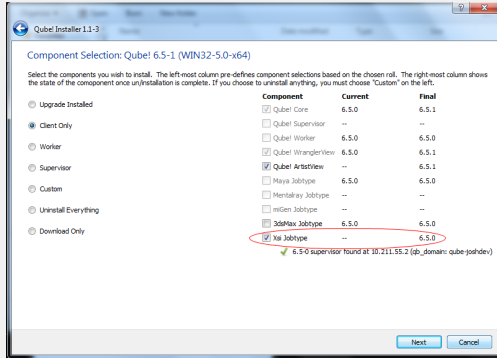 Qube! Installer 1.1-3
Component Selection: Qube! 6.5-1 (WIN32-5.0-x64)
Select the components you wish to install. The left-most column pre-defines component selections based on the chosen roll. The right-most column shows
the state of the comoponent once un/installation is complete. If you choose to uninstall anything, you must choose "Custom" on the left.
Upgrade Installed
Client Only
Worker
Supervisor
Custom
Uninstall Everything
Download Only
Component Current Final
Qube! Core 6.5.0 6.5.1
Qube! Supervisor -- --
Qube! Worker 6.5.0 6.5.0
Qube! WranglerView 6.5.0 6.5.1
Qube! ArtistView -- 6.5.1
Maya Jobtype 6.5.0 6.5.0
Mentalray Jobtype -- --
miGen Jobtype -- --
3dsMax Jobtype 6.5.0 6.5.0
Xsi Jobtype -- 6.5.0
6.5-0 supervisor found at 10.211.55.2 (qb_domain: qube-joshdev)
Next Cancel